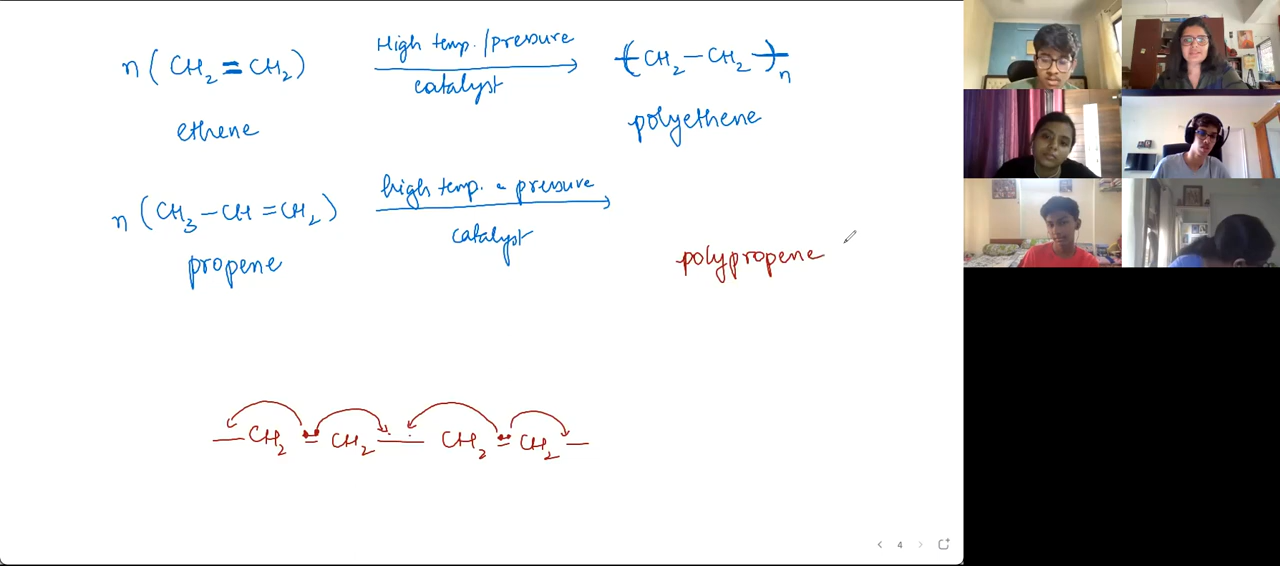 n(CH₂=CH₂) High temp./pressure catalyst (CH₂-CH₂)n
ethene polyethene
n(CH₃-CH=CH₂) high temp. & pressure catalyst
propene polypropene
-CH₂=CH₂-- CH₂=CH₂-
4